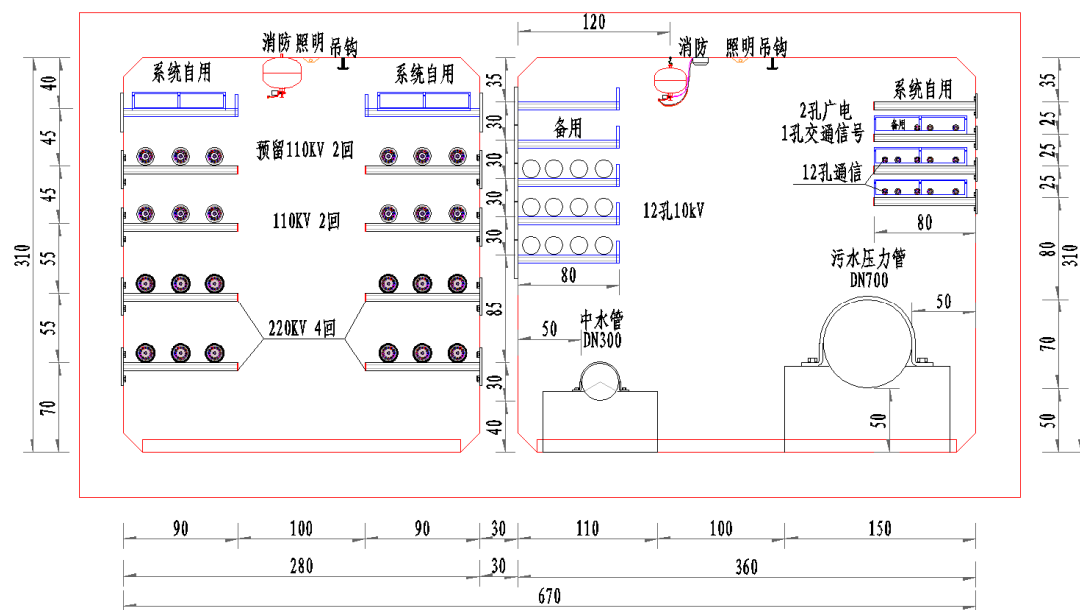 120
消防 照明 吊钩
消防 照明 吊钩
系统自用 系统自用
系统自用
40
45
45
55
55
70
310
35
30
30
30
30
85
30
40
35
25
25
25
80
70
50
310
预留110KV 2回
110KV 2回
220KV 4回
备用
12孔10kV
80
2孔广电
1孔交通信号
备用
12孔通信
80
污水压力管
DN700
50
中水管
DN300
50
50
90 100 90 30 110 100 150
280 30 360
670